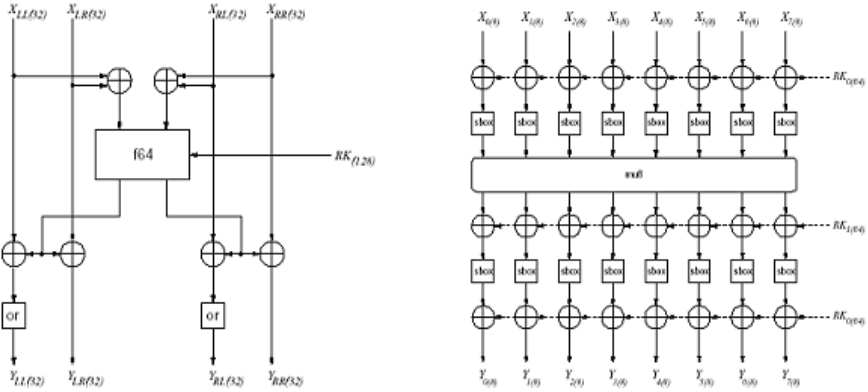 X_LL(32) X_LR(32) X_RL(32) X_RR(32)
f64
RK_(128)
or or
Y_LL(32) Y_LR(32) Y_RL(32) Y_RR(32)
X_0(8) X_1(8) X_2(8) X_3(8) X_4(8) X_5(8) X_6(8) X_7(8)
RK_0(64)
sbox sbox sbox sbox sbox sbox sbox sbox
mu8
RK_1(64)
sbox sbox sbox sbox sbox sbox sbox sbox
RK_0(64)
Y_0(8) Y_1(8) Y_2(8) Y_3(8) Y_4(8) Y_5(8) Y_6(8) Y_7(8)